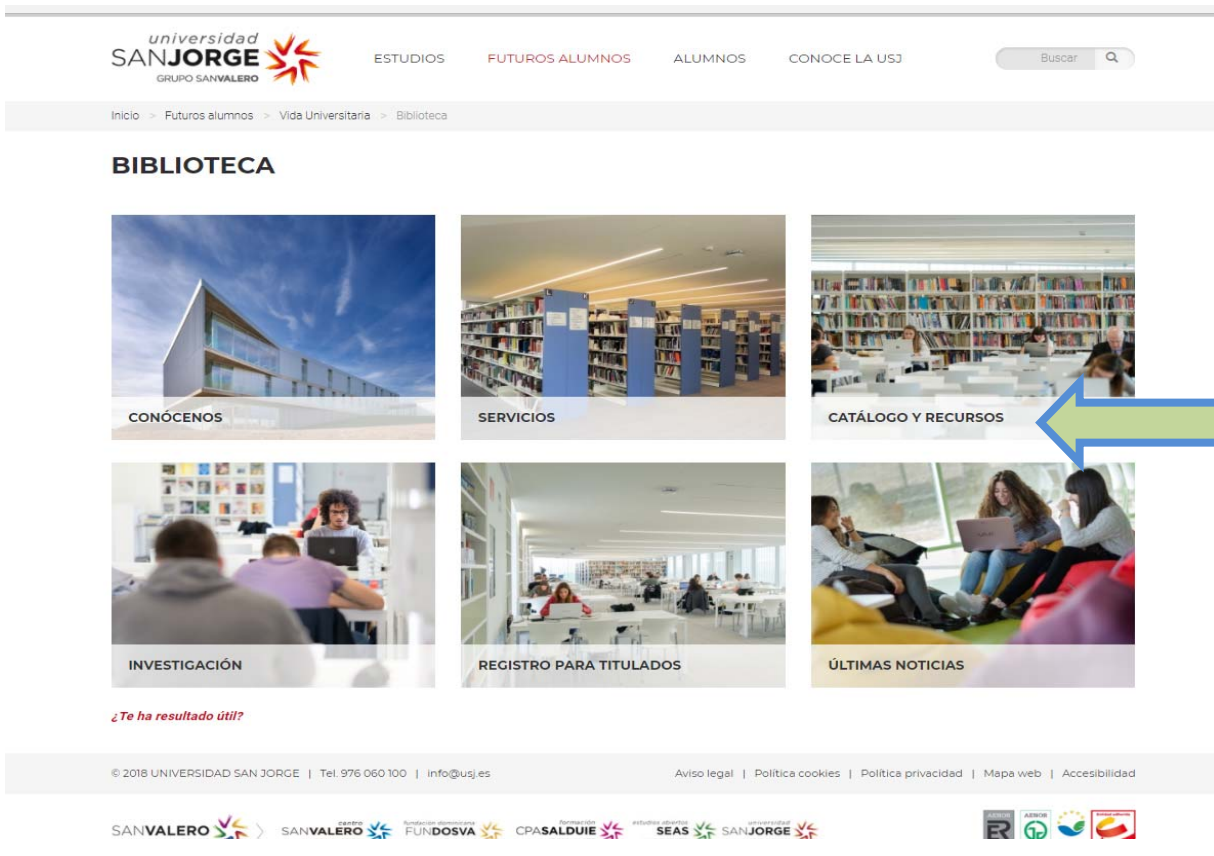 universidad
SANJORGE
GRUPO SANVALERO
ESTUDIOS FUTUROS ALUMNOS ALUMNOS CONOCE LA USJ Buscar
Inicio > Futuros alumnos > Vida Universitaria > Biblioteca
BIBLIOTECA
CONÓCENOS SERVICIOS CATÁLOGO Y RECURSOS
INVESTIGACIÓN REGISTRO PARA TITULADOS ÚLTIMAS NOTICIAS
¿Te ha resultado útil?
© 2018 UNIVERSIDAD SAN JORGE | Tel. 976 060 100 | info@usj.es Aviso legal | Política cookies | Política privacidad | Mapa web | Accesibilidad
SANVALERO centro SANVALERO fundación dominicana FUNDOSVA formación CPASALDUIE estudios abiertos SEAS universidad SANJORGE AENOR ER AENOR